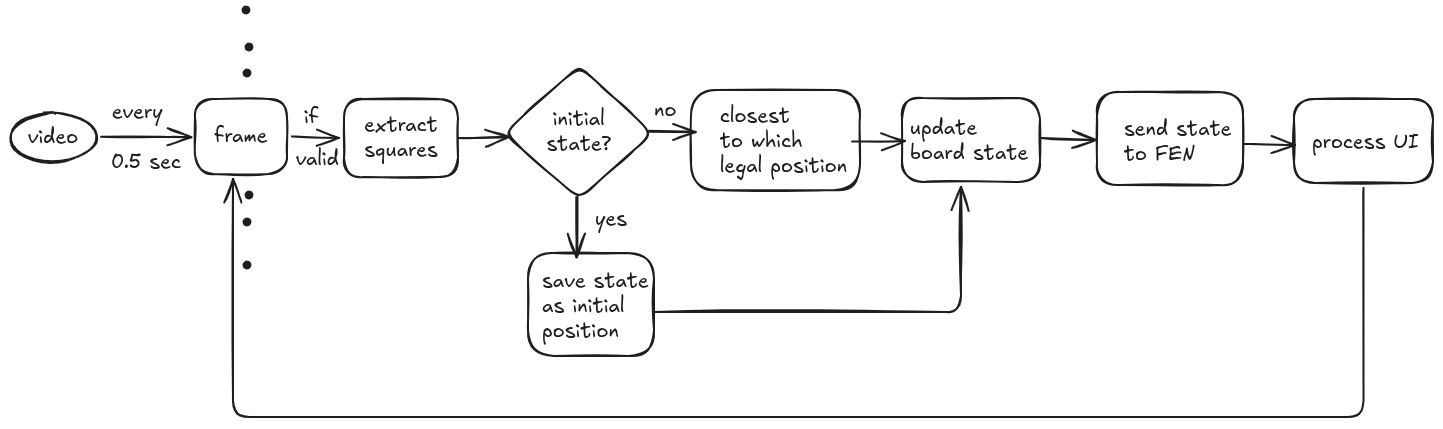 video
every
0.5 sec
frame
if
valid
extract
squares
initial
state?
no
closest
to which
legal position
update
board state
send state
to FEN
process UI
yes
save state
as initial
position